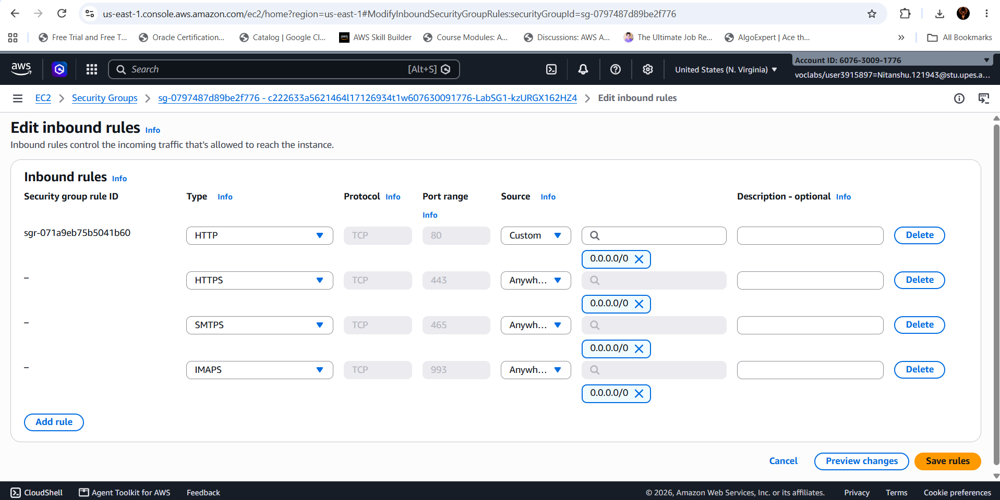 us-east-1.console.aws.amazon.com/ec2/home?region=us-east-1#ModifyInboundSecurityGroupRules:securityGroupId=sg-0797487d89be2f776
Free Trial and Free T... Oracle Certification... Catalog | Google Cl... aws AWS Skill Builder Course Modules: A... Discussions: AWS A... The Ultimate Job Re... AlgoExpert | Ace th... » All Bookmarks
aws Search [Alt+S] United States (N. Virginia) Account ID: 6076-3009-1776
voclabs/user3915897=Nitanshu.121943@stu.upes.a...
EC2 Security Groups sg-0797487d89be2f776 - c222633a5621464l17126934t1w607630091776-LabSG1-kzURGX162HZ4 Edit inbound rules
Edit inbound rules Info
Inbound rules control the incoming traffic that's allowed to reach the instance.
Inbound rules Info
Security group rule ID Type Info Protocol Info Port range Source Info Description - optional Info
Info
sgr-071a9eb75b5041b60 HTTP TCP 80 Custom Delete
0.0.0.0/0
– HTTPS TCP 443 Anywh... Delete
0.0.0.0/0
– SMTPS TCP 465 Anywh... Delete
0.0.0.0/0
– IMAPS TCP 993 Anywh... Delete
0.0.0.0/0
Add rule
Cancel Preview changes Save rules
CloudShell Agent Toolkit for AWS Feedback © 2026, Amazon Web Services, Inc. or its affiliates. Privacy Terms Cookie preferences